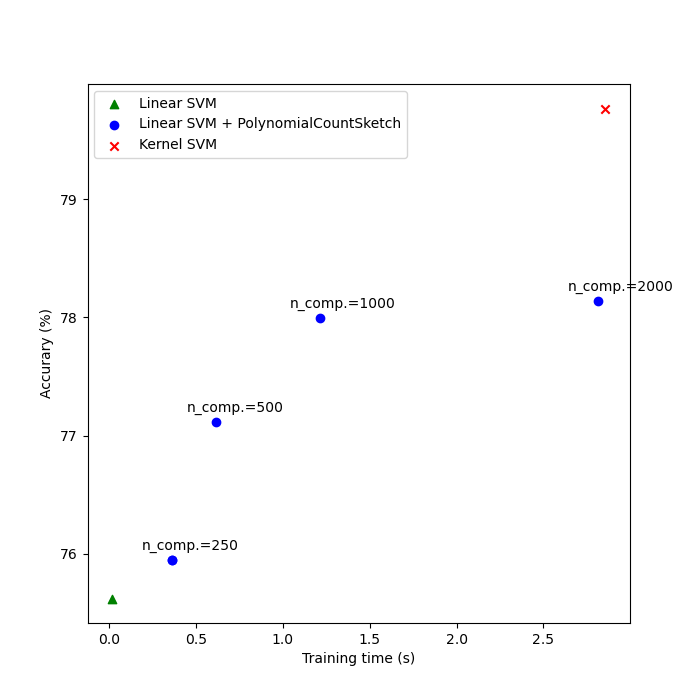 Linear SVM
Linear SVM + PolynomialCountSketch
Kernel SVM
79
78
77
76
Accurary (%)
n_comp.=2000
n_comp.=1000
n_comp.=500
n_comp.=250
0.0 0.5 1.0 1.5 2.0 2.5
Training time (s)